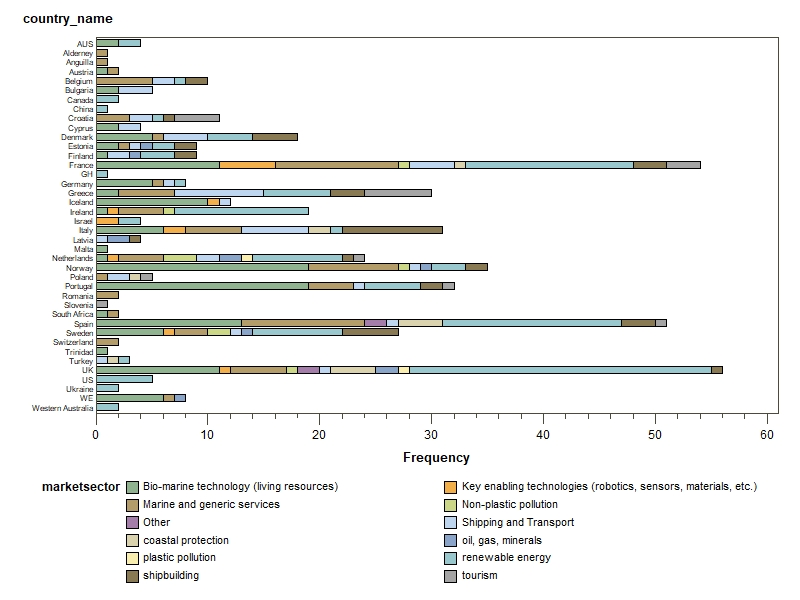 country_name
AUS
Alderney
Anguilla
Austria
Belgium
Bulgaria
Canada
China
Croatia
Cyprus
Denmark
Estonia
Finland
France
GH
Germany
Greece
Iceland
Ireland
Israel
Italy
Latvia
Malta
Netherlands
Norway
Poland
Portugal
Romania
Slovenia
South Africa
Spain
Sweden
Switzerland
Trinidad
Turkey
UK
US
Ukraine
WE
Western Australia
0 10 20 30 40 50 60
Frequency
marketsector
Bio-marine technology (living resources) Key enabling technologies (robotics, sensors, materials, etc.)
Marine and generic services Non-plastic pollution
Other Shipping and Transport
coastal protection oil, gas, minerals
plastic pollution renewable energy
shipbuilding tourism